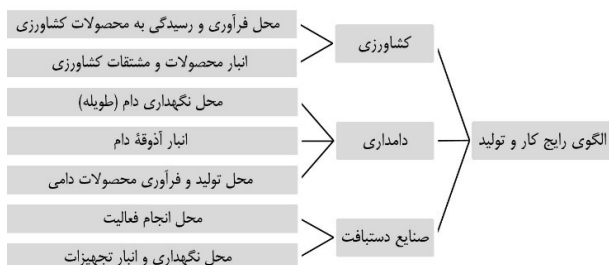 الگوی رایج کار و تولید
کشاورزی
محل فرآوری و رسیدگی به محصولات کشاورزی
انبار محصولات و مشتقات کشاورزی
دامداری
محل نگهداری دام (طویله)
انبار آذوقهٔ دام
محل تولید و فرآوری محصولات دامی
صنایع دستبافت
محل انجام فعالیت
محل نگهداری و انبار تجهیزات